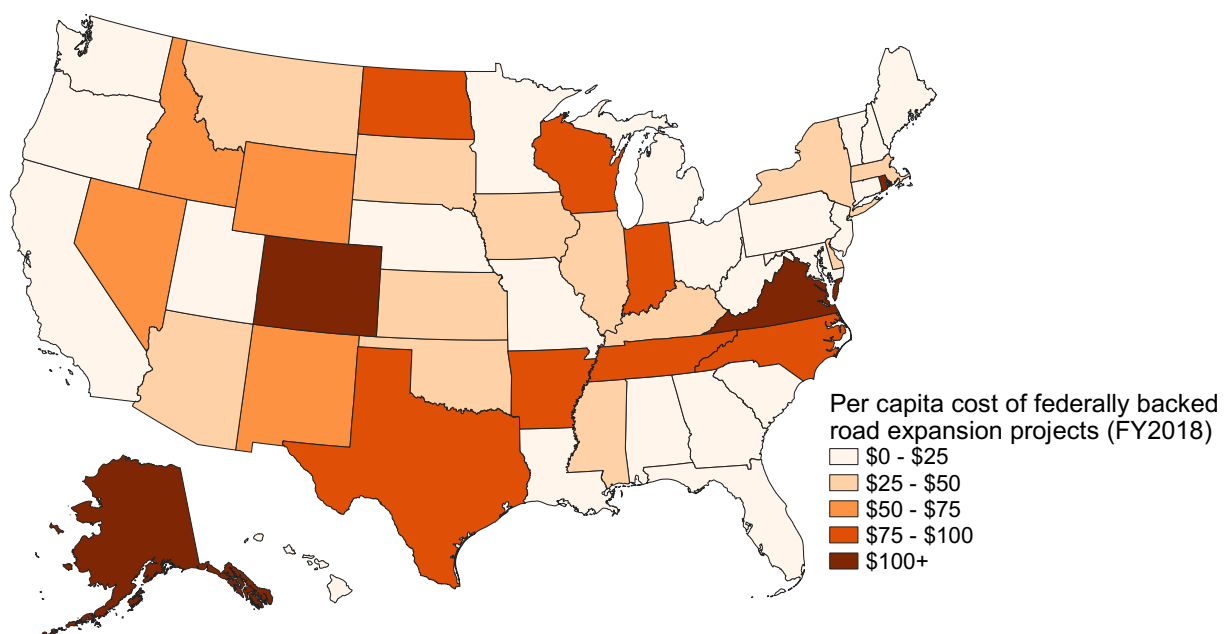 Per capita cost of federally backed
road expansion projects (FY2018)
$0 - $25
$25 - $50
$50 - $75
$75 - $100
$100+